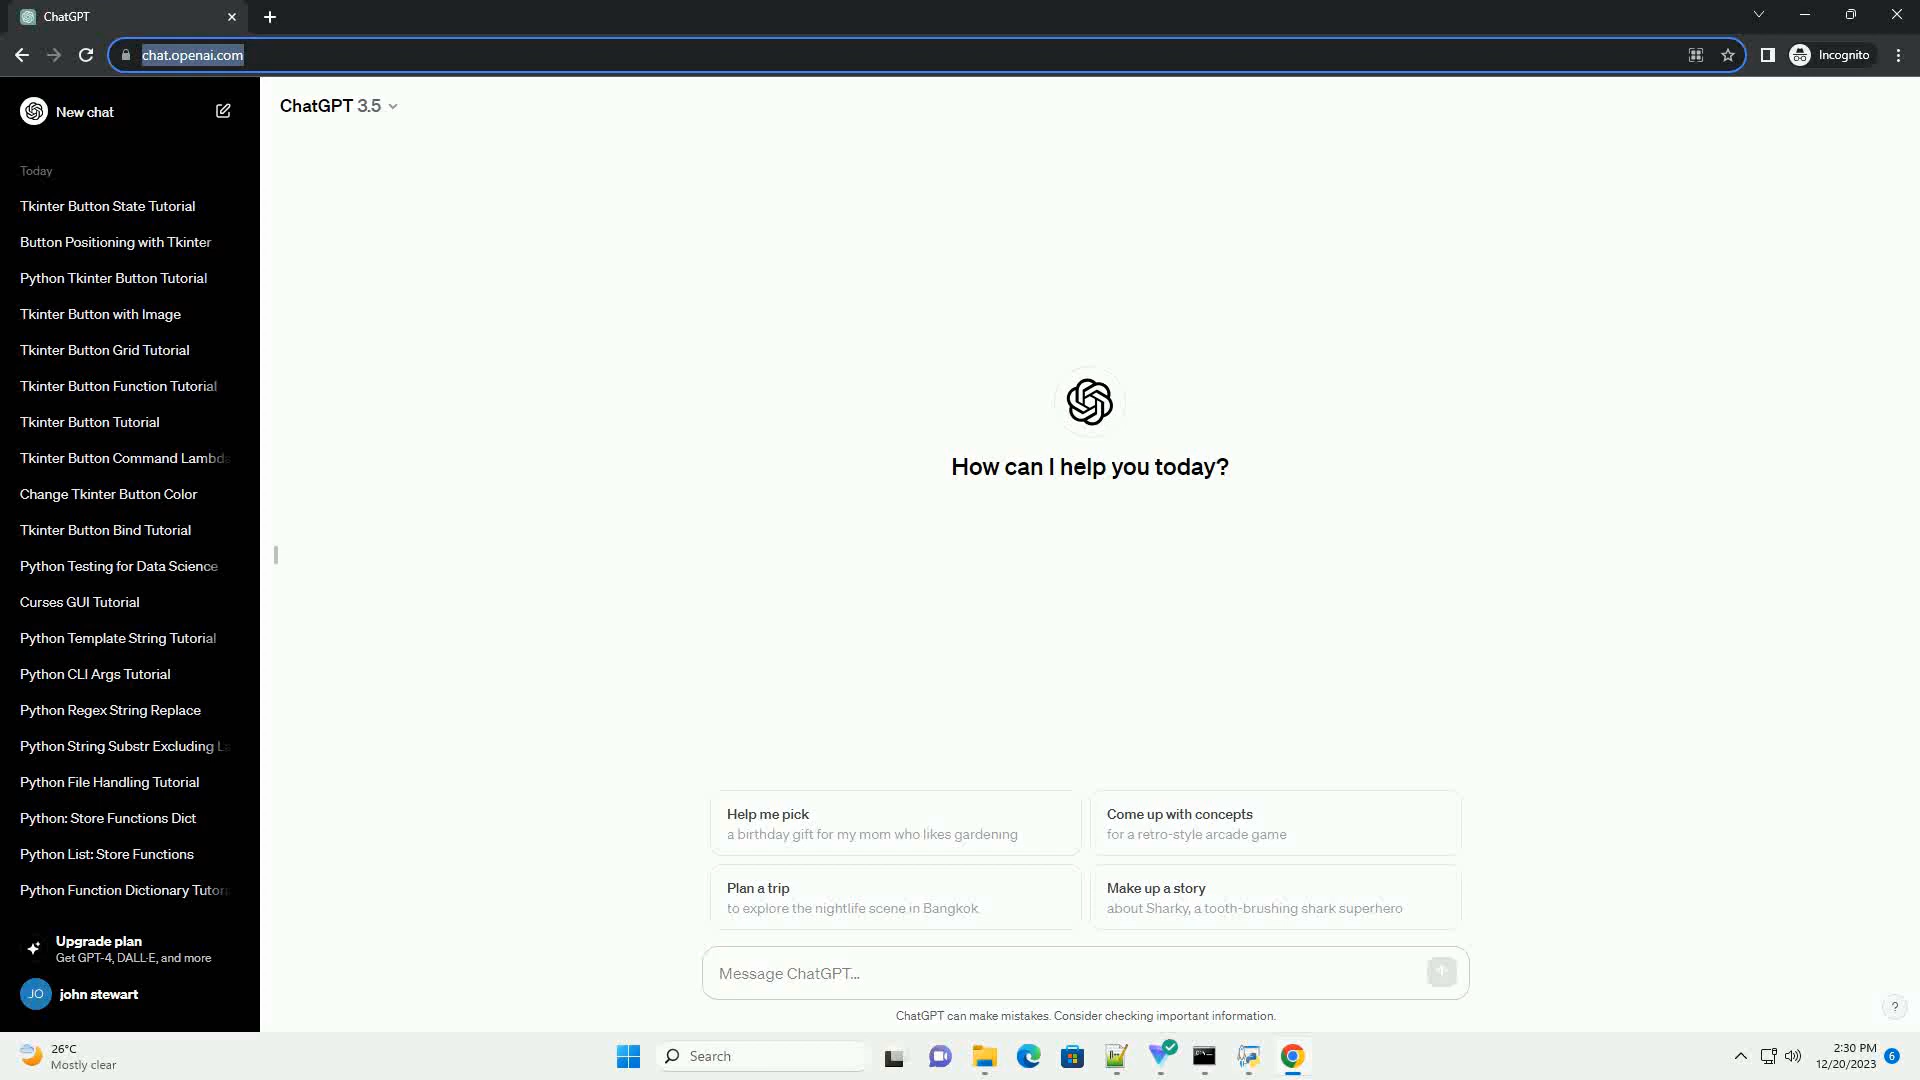 ChatGPT
chat.openai.com
Incognito
New chat
ChatGPT 3.5
Today
Tkinter Button State Tutorial
Button Positioning with Tkinter
Python Tkinter Button Tutorial
Tkinter Button with Image
Tkinter Button Grid Tutorial
Tkinter Button Function Tutorial
Tkinter Button Tutorial
Tkinter Button Command Lambda
Change Tkinter Button Color
Tkinter Button Bind Tutorial
Python Testing for Data Science
Curses GUI Tutorial
Python Template String Tutorial
Python CLI Args Tutorial
Python Regex String Replace
Python String Substr Excluding La
Python File Handling Tutorial
Python: Store Functions Dict
Python List: Store Functions
Python Function Dictionary Tutori
Upgrade plan
Get GPT-4, DALL·E, and more
JO john stewart
How can I help you today?
Help me pick
a birthday gift for my mom who likes gardening
Come up with concepts
for a retro-style arcade game
Plan a trip
to explore the nightlife scene in Bangkok
Make up a story
about Sharky, a tooth-brushing shark superhero
Message ChatGPT...
ChatGPT can make mistakes. Consider checking important information.
?
26°C
Mostly clear
Search
2:30 PM
12/20/2023
6